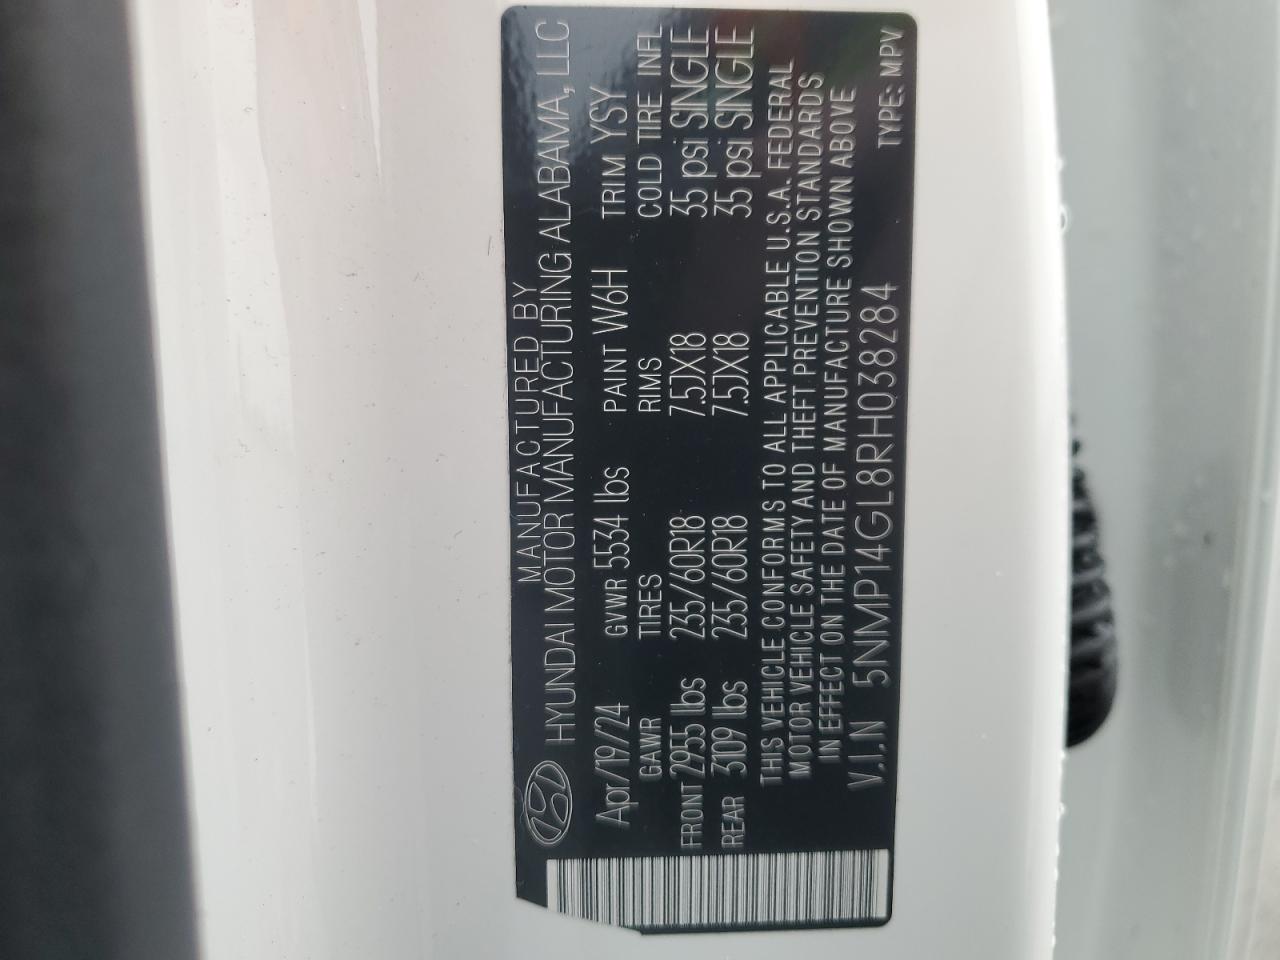 MANUFACTURED BY
HYUNDAI MOTOR MANUFACTURING ALABAMA, LLC
Apr/19/24 GVWR 5534 lbs PAINT W6H TRIM YSY
GAWR TIRES RIMS COLD TIRE INFL
FRONT 2955 lbs 235/60R18 7.5JX18 35 psi SINGLE
REAR 3109 lbs 235/60R18 7.5JX18 35 psi SINGLE
THIS VEHICLE CONFORMS TO ALL APPLICABLE U.S.A. FEDERAL
MOTOR VEHICLE SAFETY AND THEFT PREVENTION STANDARDS
IN EFFECT ON THE DATE OF MANUFACTURE SHOWN ABOVE
V.I.N 5NMP14GL8RH038284 TYPE: MPV